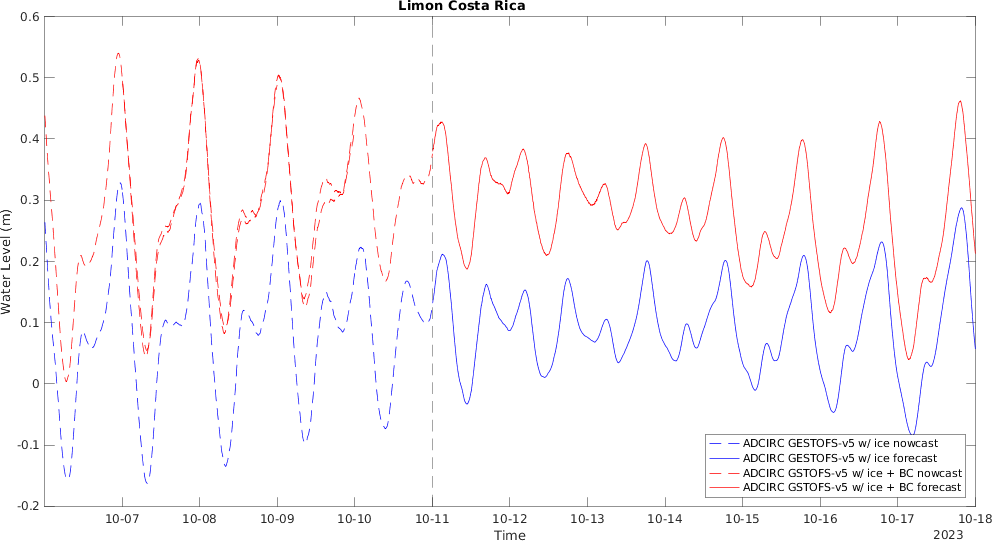 Limon Costa Rica
0.6
0.5
0.4
0.3
0.2
0.1
0
-0.1
-0.2
Water Level (m)
ADCIRC GESTOFS-v5 w/ ice nowcast
ADCIRC GESTOFS-v5 w/ ice forecast
ADCIRC GSTOFS-v5 w/ ice + BC nowcast
ADCIRC GSTOFS-v5 w/ ice + BC forecast
10-07 10-08 10-09 10-10 10-11 10-12 10-13 10-14 10-15 10-16 10-17 10-18
Time
2023